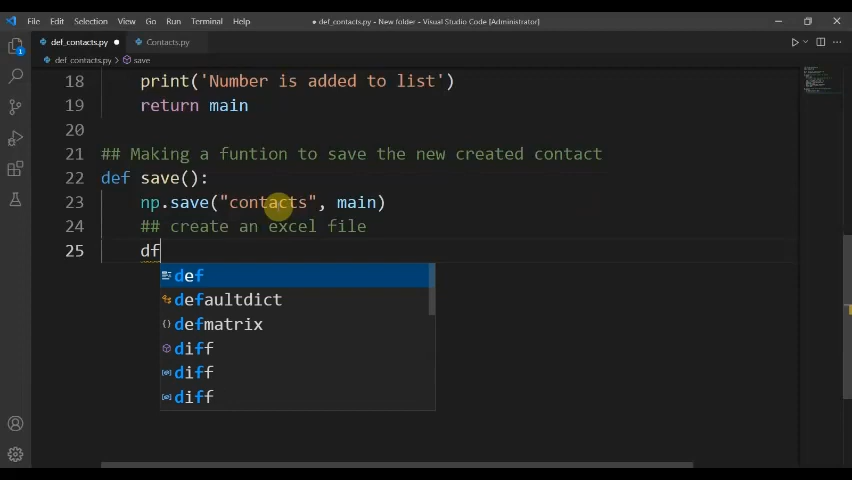 File Edit Selection View Go Run Terminal Help
● def_contacts.py - New folder - Visual Studio Code [Administrator]
def_contacts.py ● Contacts.py
def_contacts.py > save
18 print('Number is added to list')
19 return main
20
21 ## Making a funtion to save the new created contact
22 def save():
23 np.save("contacts", main)
24 ## create an excel file
25 df
def
defaultdict
defmatrix
diff
diff
diff
1